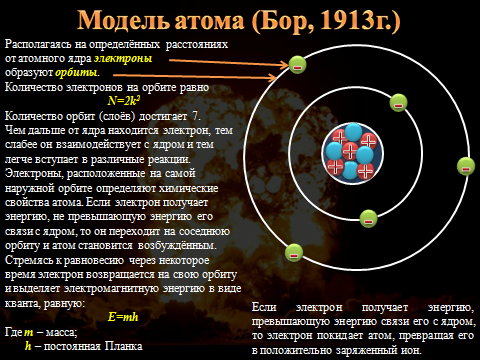 Модель атома (Бор, 1913г.)
Располагаясь на определённых расстояниях
от атомного ядра электроны
образуют орбиты.
Количество электронов на орбите равно
N=2k²
Количество орбит (слоёв) достигает 7.
Чем дальше от ядра находится электрон, тем
слабее он взаимодействует с ядром и тем
легче вступает в различные реакции.
Электроны, расположенные на самой
наружной орбите определяют химические
свойства атома. Если электрон получает
энергию, не превышающую энергию его
связи с ядром, то он переходит на соседнюю
орбиту и атом становится возбуждённым.
Стремясь к равновесию через некоторое
время электрон возвращается на свою орбиту
и выделяет электромагнитную энергию в виде
кванта, равную:
E=mh
Где m – масса;
h – постоянная Планка
Если электрон получает энергию,
превышающую энергию связи его с ядром,
то электрон покидает атом, превращая его
в положительно заряженный ион.